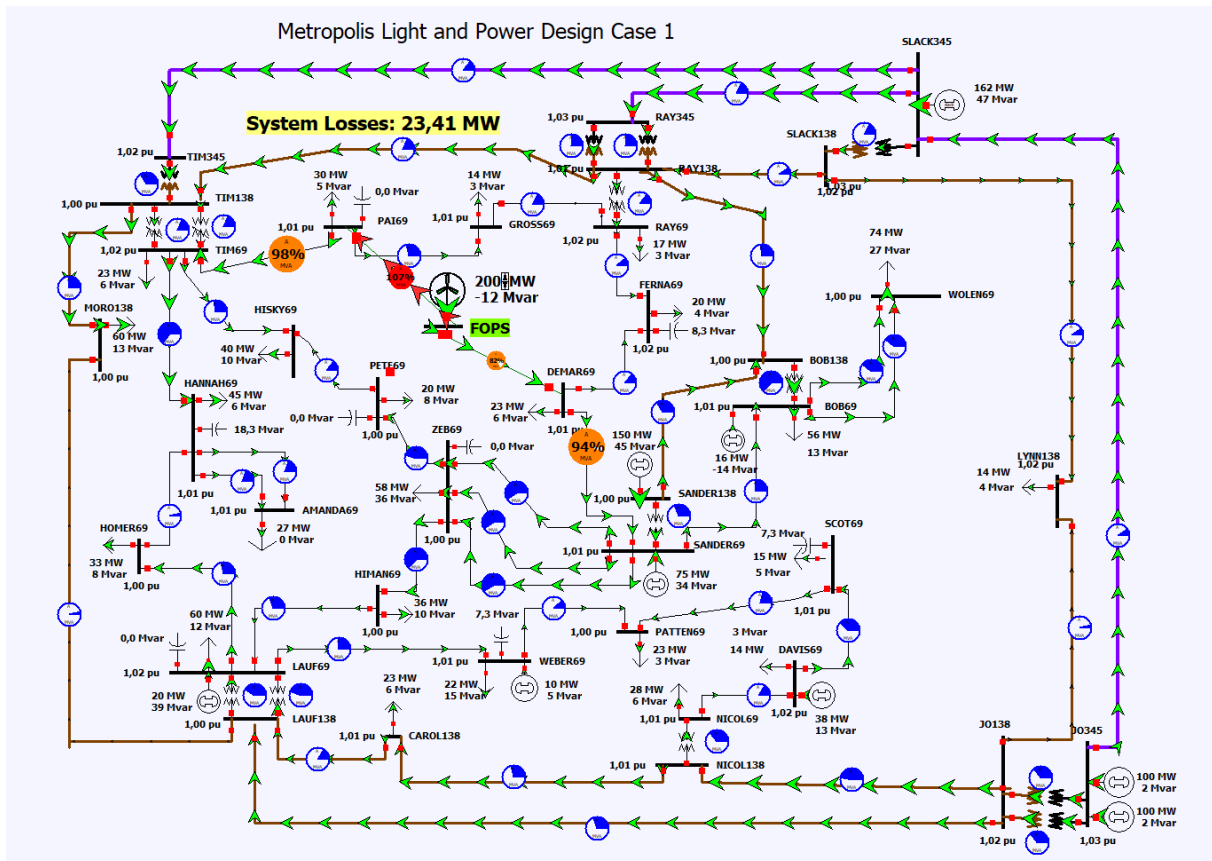 Metropolis Light and Power Design Case 1
SLACK345
162 MW
47 Mvar
System Losses: 23,41 MW
1,03 pu
RAY345
SLACK138
1,02 pu
TIM345
RAY138
1,00 pu
TIM138
30 MW
5 Mvar
0,0 Mvar
14 MW
3 Mvar
1,01 pu
PAI69
1,01 pu
GROSS69
RAY69
1,02 pu
17 MW
3 Mvar
74 MW
27 Mvar
1,02 pu
TIM69
98%
MVA
23 MW
6 Mvar
107%
200 MW
-12 Mvar
FOPS
82%
FERNA69
20 MW
4 Mvar
8,3 Mvar
1,02 pu
1,00 pu
WOLEN69
MORO138
60 MW
13 Mvar
1,00 pu
HISKY69
40 MW
10 Mvar
PETE69
20 MW
8 Mvar
0,0 Mvar
1,00 pu
DEMAR69
23 MW
6 Mvar
1,01 pu
94%
MVA
1,00 pu
BOB138
1,01 pu
BOB69
16 MW
-14 Mvar
56 MW
13 Mvar
HANNAH69
45 MW
6 Mvar
18,3 Mvar
1,01 pu
ZEB69
0,0 Mvar
58 MW
36 Mvar
1,00 pu
150 MW
45 Mvar
1,00 pu
SANDER138
LYNN138
1,02 pu
14 MW
4 Mvar
1,01 pu
AMANDA69
27 MW
0 Mvar
HOMER69
33 MW
8 Mvar
1,00 pu
1,01 pu
SANDER69
75 MW
34 Mvar
SCOT69
7,3 Mvar
15 MW
5 Mvar
1,01 pu
HIMAN69
36 MW
10 Mvar
1,00 pu
60 MW
12 Mvar
0,0 Mvar
7,3 Mvar
1,00 pu
PATTEN69
23 MW
3 Mvar
3 Mvar
14 MW
DAVIS69
1,02 pu
38 MW
13 Mvar
1,02 pu
LAUF69
20 MW
39 Mvar
1,00 pu
LAUF138
1,01 pu
WEBER69
22 MW
15 Mvar
10 MW
5 Mvar
23 MW
6 Mvar
1,01 pu
CAROL138
28 MW
6 Mvar
1,01 pu
NICOL69
1,01 pu
NICOL138
JO138
JO345
100 MW
2 Mvar
100 MW
2 Mvar
1,02 pu
1,03 pu